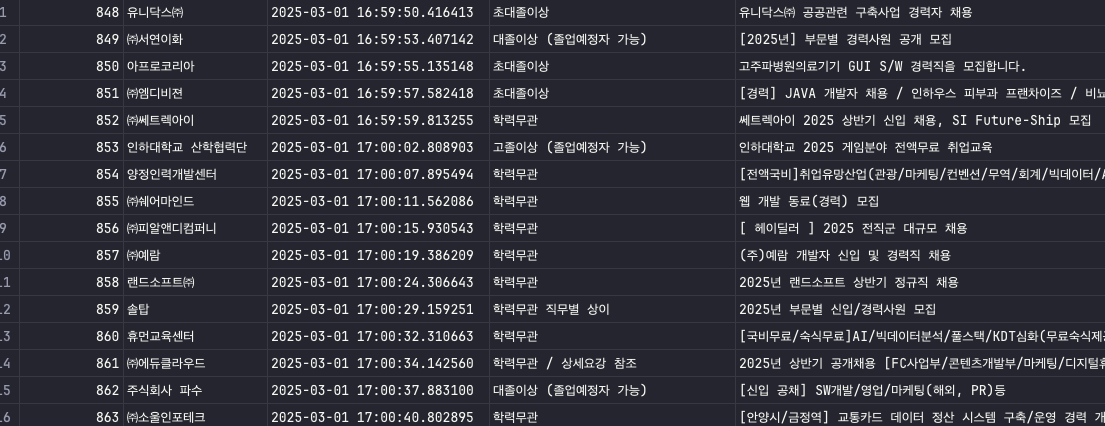 1 848 유니닥스㈜ 2025-03-01 16:59:50.416413 초대졸이상 유니닥스㈜ 공공관련 구축사업 경력자 채용
2 849 ㈜서연이화 2025-03-01 16:59:53.407142 대졸이상 (졸업예정자 가능) [2025년] 부문별 경력사원 공개 모집
3 850 아프로코리아 2025-03-01 16:59:55.135148 초대졸이상 고주파병원의료기기 GUI S/W 경력직을 모집합니다.
4 851 ㈜엠디비젼 2025-03-01 16:59:57.582418 초대졸이상 [경력] JAVA 개발자 채용 / 인하우스 피부과 프랜차이즈 / 비뇨
5 852 ㈜쎄트렉아이 2025-03-01 16:59:59.813255 학력무관 쎄트렉아이 2025 상반기 신입 채용, SI Future-Ship 모집
6 853 인하대학교 산학협력단 2025-03-01 17:00:02.808903 고졸이상 (졸업예정자 가능) 인하대학교 2025 게임분야 전액무료 취업교육
7 854 양정인력개발센터 2025-03-01 17:00:07.895494 학력무관 [전액국비]취업유망산업(관광/마케팅/컨벤션/무역/회계/빅데이터/
8 855 ㈜쉐어마인드 2025-03-01 17:00:11.562086 학력무관 웹 개발 동료(경력) 모집
9 856 ㈜피알앤디컴퍼니 2025-03-01 17:00:15.930543 학력무관 [ 헤이딜러 ] 2025 전직군 대규모 채용
10 857 ㈜예람 2025-03-01 17:00:19.386209 학력무관 (주)예람 개발자 신입 및 경력직 채용
11 858 랜드소프트㈜ 2025-03-01 17:00:24.306643 학력무관 2025년 랜드소프트 상반기 정규직 채용
12 859 솔탑 2025-03-01 17:00:29.159251 학력무관 직무별 상이 2025년 부문별 신입/경력사원 모집
13 860 휴먼교육센터 2025-03-01 17:00:32.310663 학력무관 [국비무료/숙식무료]AI/빅데이터분석/풀스택/KDT심화(무료숙식제
14 861 ㈜에듀클라우드 2025-03-01 17:00:34.142560 학력무관 / 상세요강 참조 2025년 상반기 공개채용 [FC사업부/콘텐츠개발부/마케팅/디지털
15 862 주식회사 파수 2025-03-01 17:00:37.883100 대졸이상 (졸업예정자 가능) [신입 공채] SW개발/영업/마케팅(해외, PR)등
16 863 ㈜소울인포테크 2025-03-01 17:00:40.802895 학력무관 [안양시/금정역] 교통카드 데이터 정산 시스템 구축/운영 경력 개